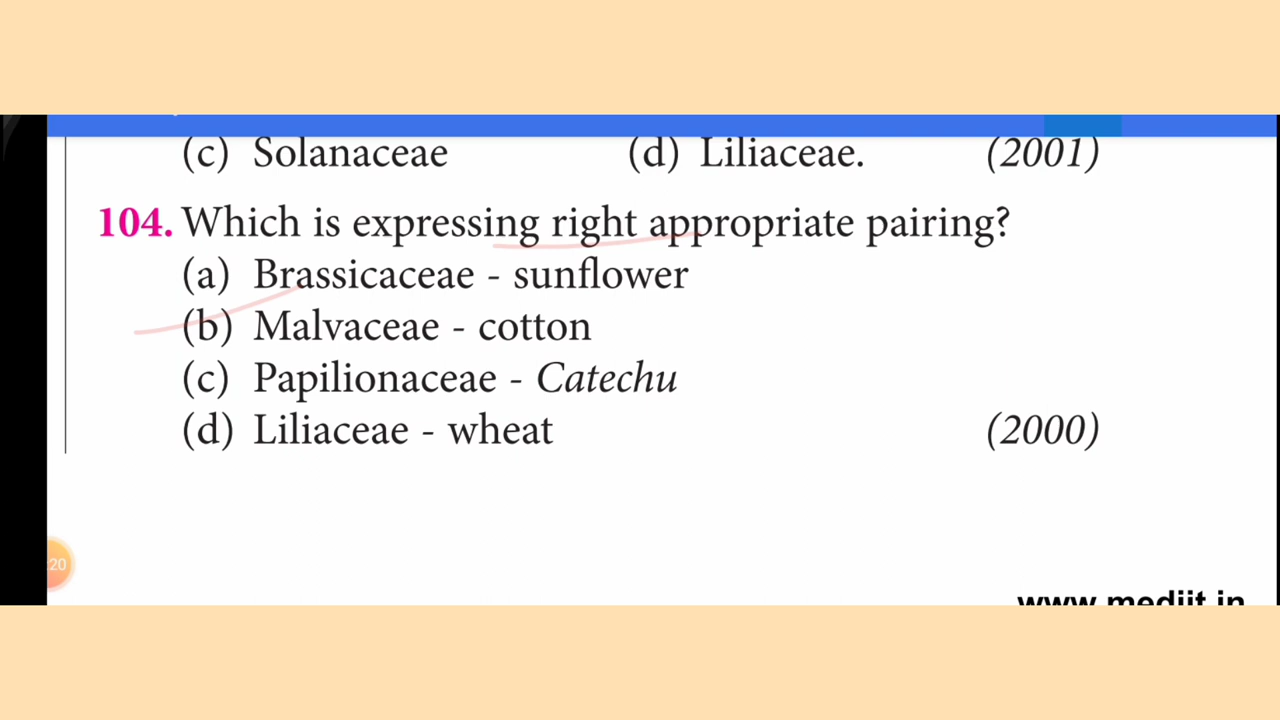 (c) Solanaceae (d) Liliaceae. (2001)
104. Which is expressing right appropriate pairing?
(a) Brassicaceae - sunflower
(b) Malvaceae - cotton
(c) Papilionaceae - Catechu
(d) Liliaceae - wheat (2000)
20
www.mediit.in